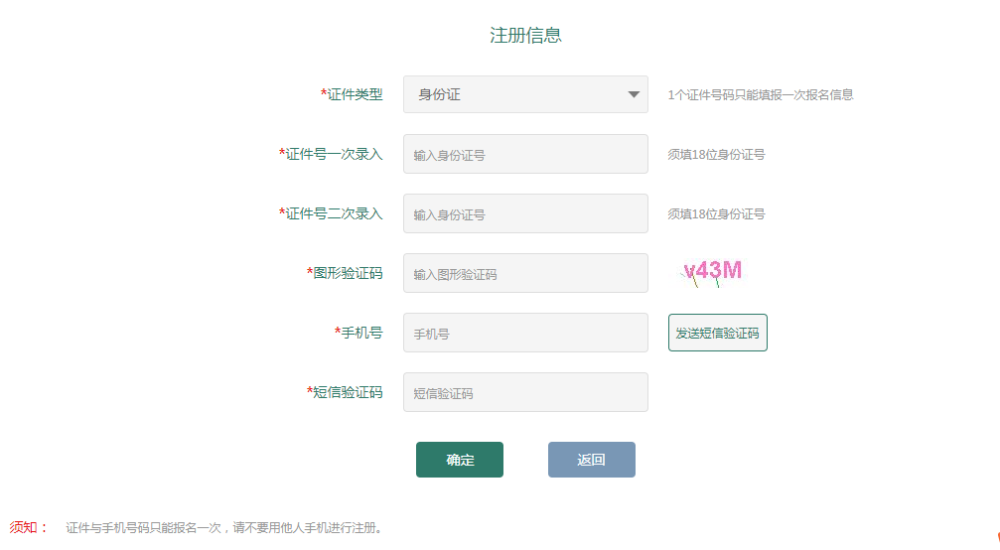 注册信息
*证件类型 身份证 1个证件号码只能填报一次报名信息
*证件号一次录入 输入身份证号 须填18位身份证号
*证件号二次录入 输入身份证号 须填18位身份证号
*图形验证码 输入图形验证码 v43M
*手机号 手机号 发送短信验证码
*短信验证码 短信验证码
确定 返回
须知： 证件与手机号码只能报名一次，请不要用他人手机进行注册。